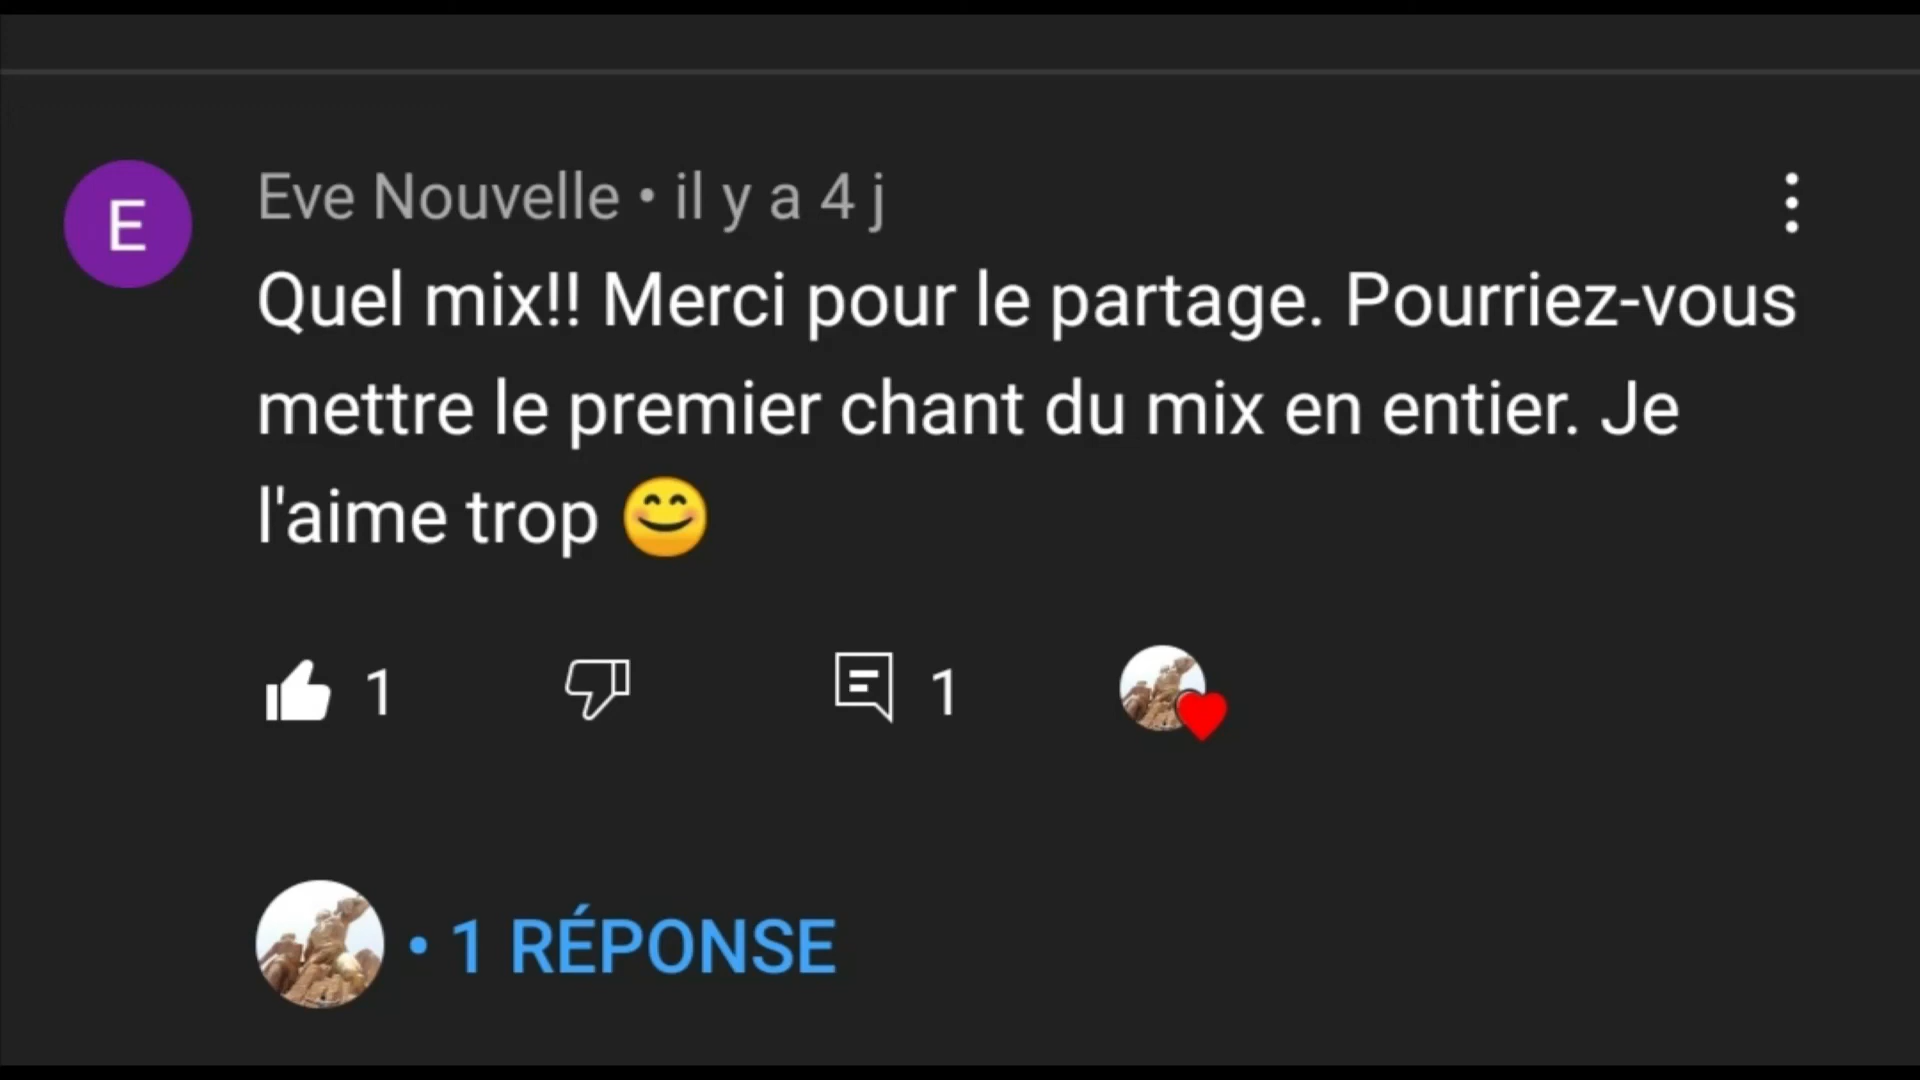 E
Eve Nouvelle • il y a 4 j
Quel mix!! Merci pour le partage. Pourriez-vous
mettre le premier chant du mix en entier. Je
l'aime trop 😊
1 1
• 1 RÉPONSE